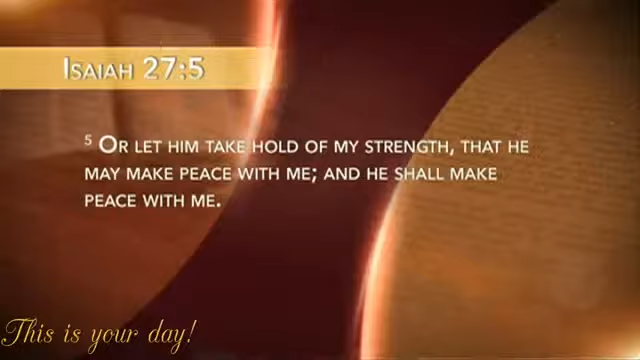 Isaiah 27:5
5 Or let him take hold of my strength, that he
may make peace with me; and he shall make
peace with me.
This is your day!